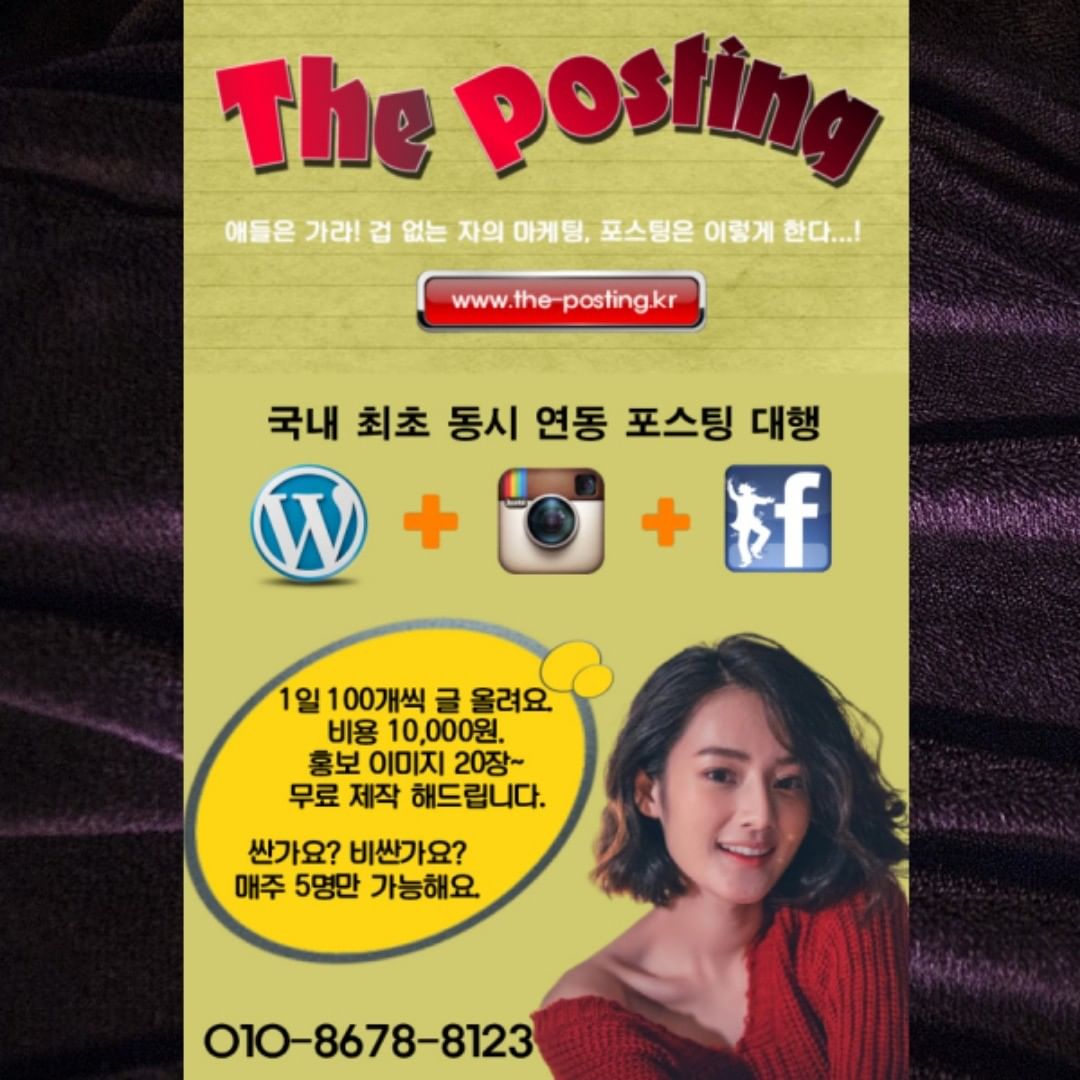 The Posting
애들은 가라! 겁 없는 자의 마케팅, 포스팅은 이렇게 한다...!
www.the-posting.kr
국내 최초 동시 연동 포스팅 대행
1일 100개씩 글 올려요.
비용 10,000원.
홍보 이미지 20장~
무료 제작 해드립니다.
싼가요? 비싼가요?
매주 5명만 가능해요.
010-8678-8123